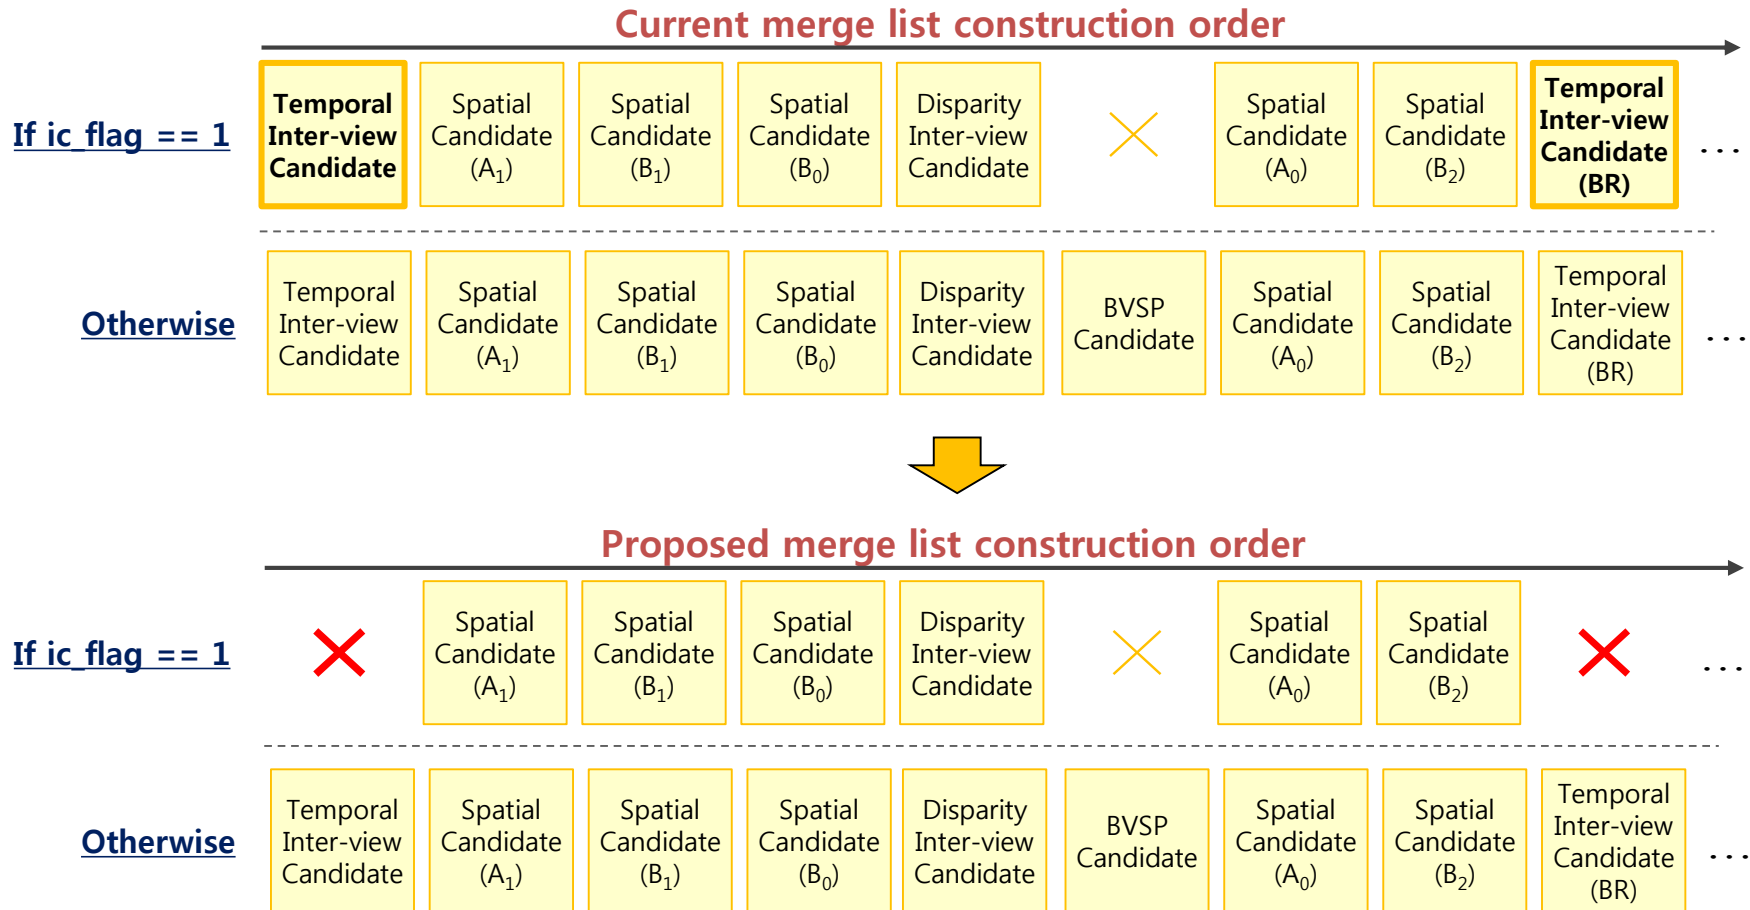 Current merge list construction order
If ic_flag == 1
Temporal
Inter-view
Candidate
Spatial
Candidate
(A1)
Spatial
Candidate
(B1)
Spatial
Candidate
(B0)
Disparity
Inter-view
Candidate
Spatial
Candidate
(A0)
Spatial
Candidate
(B2)
Temporal
Inter-view
Candidate
(BR)
...
Otherwise
Temporal
Inter-view
Candidate
Spatial
Candidate
(A1)
Spatial
Candidate
(B1)
Spatial
Candidate
(B0)
Disparity
Inter-view
Candidate
BVSP
Candidate
Spatial
Candidate
(A0)
Spatial
Candidate
(B2)
Temporal
Inter-view
Candidate
(BR)
...
Proposed merge list construction order
If ic_flag == 1
Spatial
Candidate
(A1)
Spatial
Candidate
(B1)
Spatial
Candidate
(B0)
Disparity
Inter-view
Candidate
Spatial
Candidate
(A0)
Spatial
Candidate
(B2)
...
Otherwise
Temporal
Inter-view
Candidate
Spatial
Candidate
(A1)
Spatial
Candidate
(B1)
Spatial
Candidate
(B0)
Disparity
Inter-view
Candidate
BVSP
Candidate
Spatial
Candidate
(A0)
Spatial
Candidate
(B2)
Temporal
Inter-view
Candidate
(BR)
...